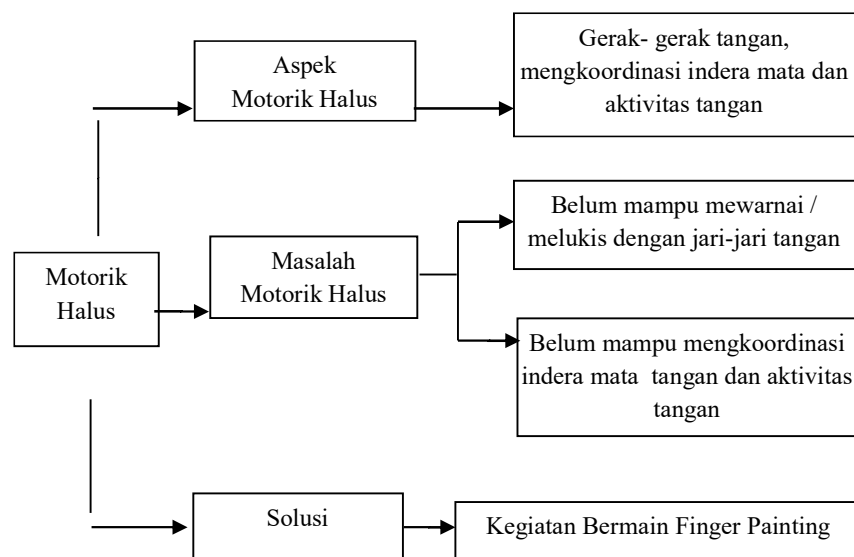 Aspek
Motorik Halus
Gerak- gerak tangan,
mengkoordinasi indera mata dan
aktivitas tangan
Motorik
Halus
Masalah
Motorik Halus
Belum mampu mewarnai /
melukis dengan jari-jari tangan
Belum mampu mengkoordinasi
indera mata tangan dan aktivitas
tangan
Solusi
Kegiatan Bermain Finger Painting